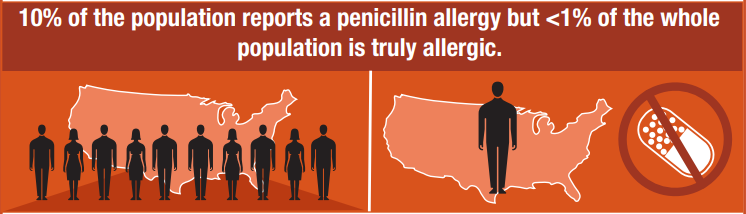 10% of the population reports a penicillin allergy but <1% of the whole
population is truly allergic.